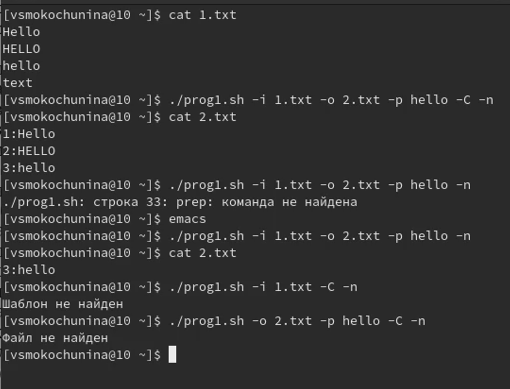 [vsmokochunina@10 ~]$ cat 1.txt
Hello
HELLO
hello
text
[vsmokochunina@10 ~]$ ./prog1.sh -i 1.txt -o 2.txt -p hello -C -n
[vsmokochunina@10 ~]$ cat 2.txt
1:Hello
2:HELLO
3:hello
[vsmokochunina@10 ~]$ ./prog1.sh -i 1.txt -o 2.txt -p hello -n
./prog1.sh: строка 33: prep: команда не найдена
[vsmokochunina@10 ~]$ emacs
[vsmokochunina@10 ~]$ ./prog1.sh -i 1.txt -o 2.txt -p hello -n
[vsmokochunina@10 ~]$ cat 2.txt
3:hello
[vsmokochunina@10 ~]$ ./prog1.sh -i 1.txt -C -n
Шаблон не найден
[vsmokochunina@10 ~]$ ./prog1.sh -o 2.txt -p hello -C -n
Файл не найден
[vsmokochunina@10 ~]$